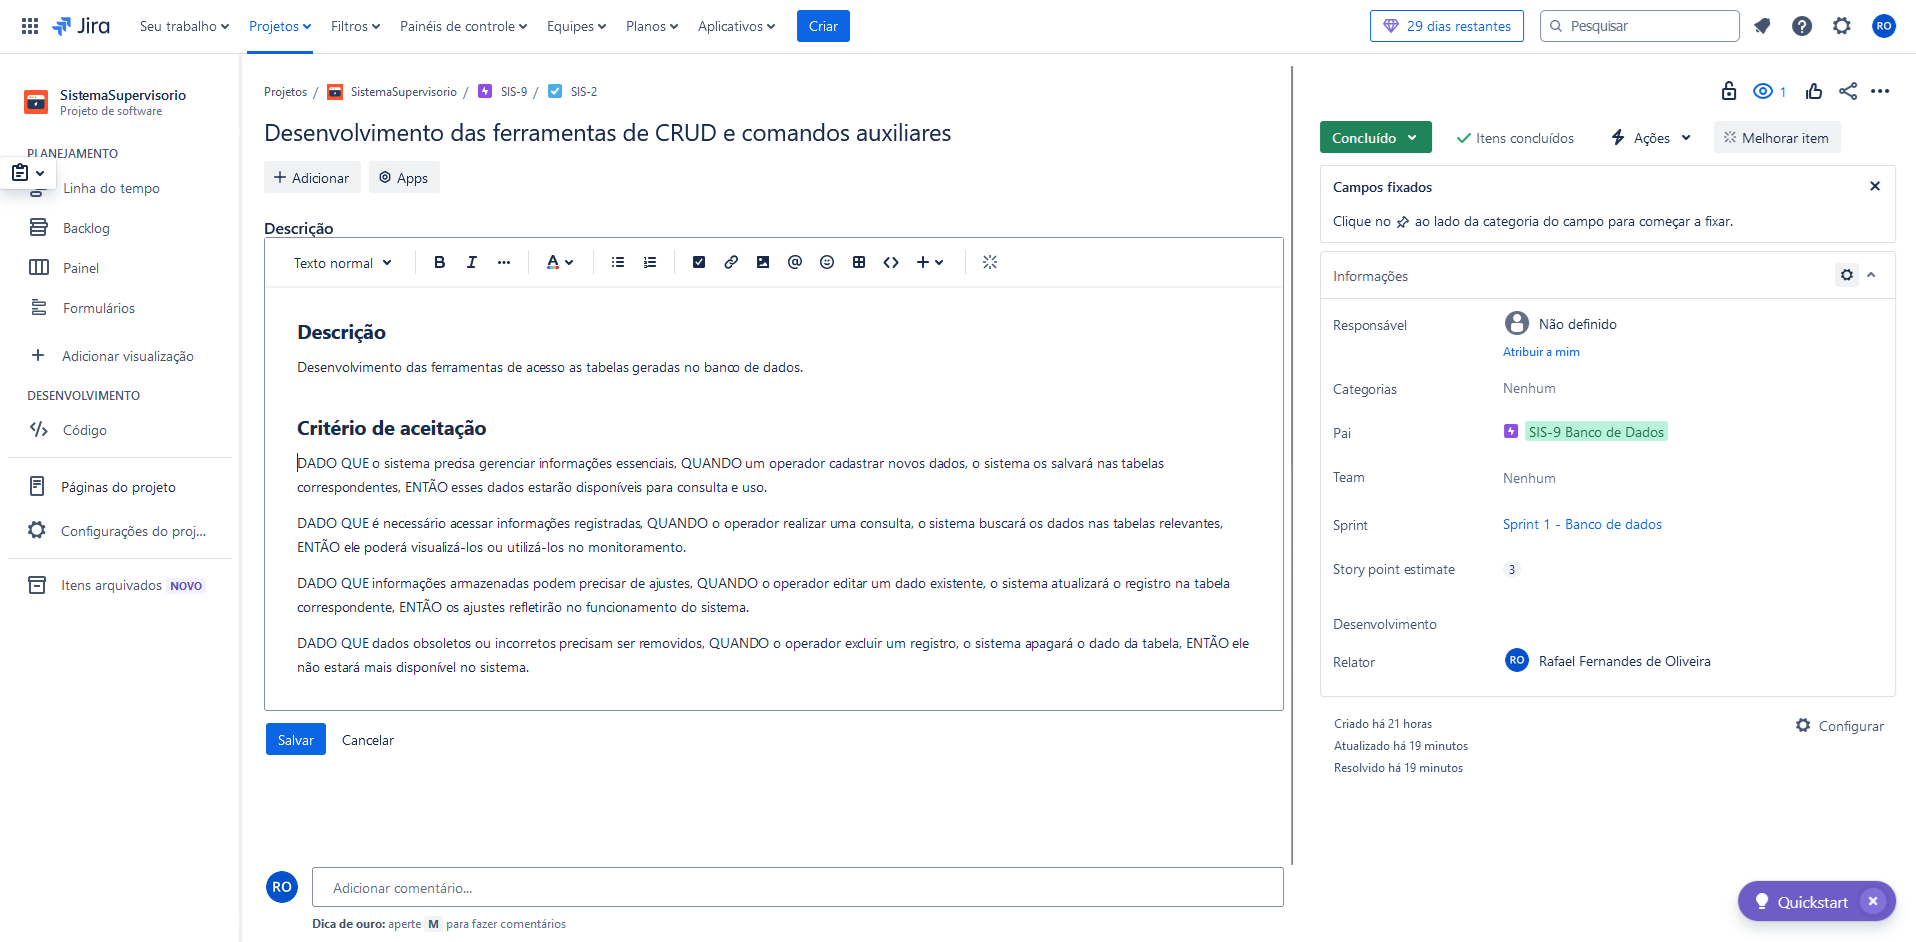 Jira
Seu trabalho
Projetos
Filtros
Painéis de controle
Equipes
Planos
Aplicativos
Criar
29 dias restantes
Pesquisar
RO
SistemaSupervisorio
Projeto de software
PLANEJAMENTO
Linha do tempo
Backlog
Painel
Formulários
Adicionar visualização
DESENVOLVIMENTO
Código
Páginas do projeto
Configurações do proj...
Itens arquivados NOVO
Projetos / SistemaSupervisorio / SIS-9 / SIS-2
Desenvolvimento das ferramentas de CRUD e comandos auxiliares
Adicionar
Apps
Descrição
Texto normal
Descrição
Desenvolvimento das ferramentas de acesso as tabelas geradas no banco de dados.
Critério de aceitação
DADO QUE o sistema precisa gerenciar informações essenciais, QUANDO um operador cadastrar novos dados, o sistema os salvará nas tabelas
correspondentes, ENTÃO esses dados estarão disponíveis para consulta e uso.
DADO QUE é necessário acessar informações registradas, QUANDO o operador realizar uma consulta, o sistema buscará os dados nas tabelas relevantes,
ENTÃO ele poderá visualizá-los ou utilizá-los no monitoramento.
DADO QUE informações armazenadas podem precisar de ajustes, QUANDO o operador editar um dado existente, o sistema atualizará o registro na tabela
correspondente, ENTÃO os ajustes refletirão no funcionamento do sistema.
DADO QUE dados obsoletos ou incorretos precisam ser removidos, QUANDO o operador excluir um registro, o sistema apagará o dado da tabela, ENTÃO ele
não estará mais disponível no sistema.
Salvar
Cancelar
RO
Adicionar comentário...
Dica de ouro: aperte M para fazer comentários
1
Concluído
Itens concluídos
Ações
Melhorar item
Campos fixados
Clique no ao lado da categoria do campo para começar a fixar.
Informações
Responsável
Não definido
Atribuir a mim
Categorias
Nenhum
Pai
SIS-9 Banco de Dados
Team
Nenhum
Sprint
Sprint 1 - Banco de dados
Story point estimate
3
Desenvolvimento
Relator
RO Rafael Fernandes de Oliveira
Criado há 21 horas
Atualizado há 19 minutos
Resolvido há 19 minutos
Configurar
Quickstart